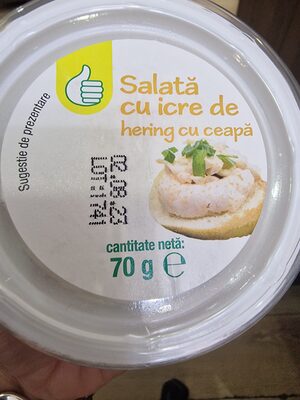 Salată
cu icre de
hering cu ceapă
Sugestie de prezentare
cantitate netă:
70 g ℮